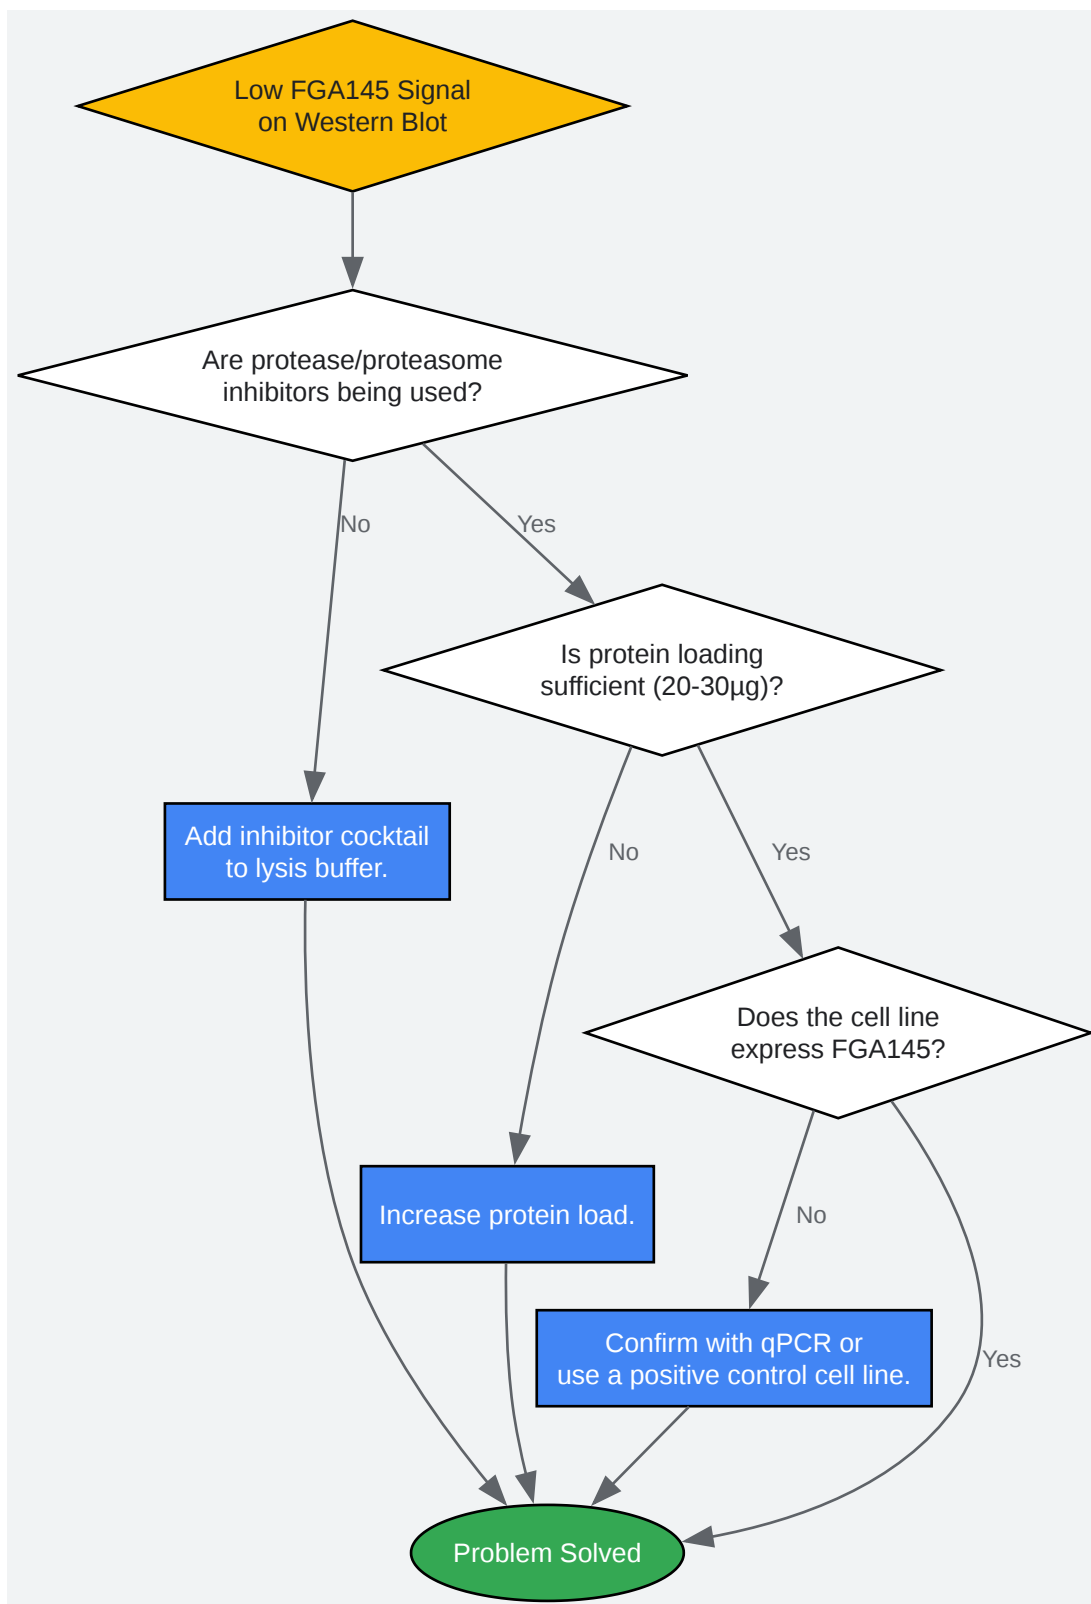 Low FGA145 Signal
on Western Blot
Are protease/proteasome
inhibitors being used?
No
Yes
Is protein loading
sufficient (20-30µg)?
Add inhibitor cocktail
to lysis buffer.
No
Yes
Does the cell line
express FGA145?
Increase protein load.
No
Confirm with qPCR or
use a positive control cell line.
Yes
Problem Solved